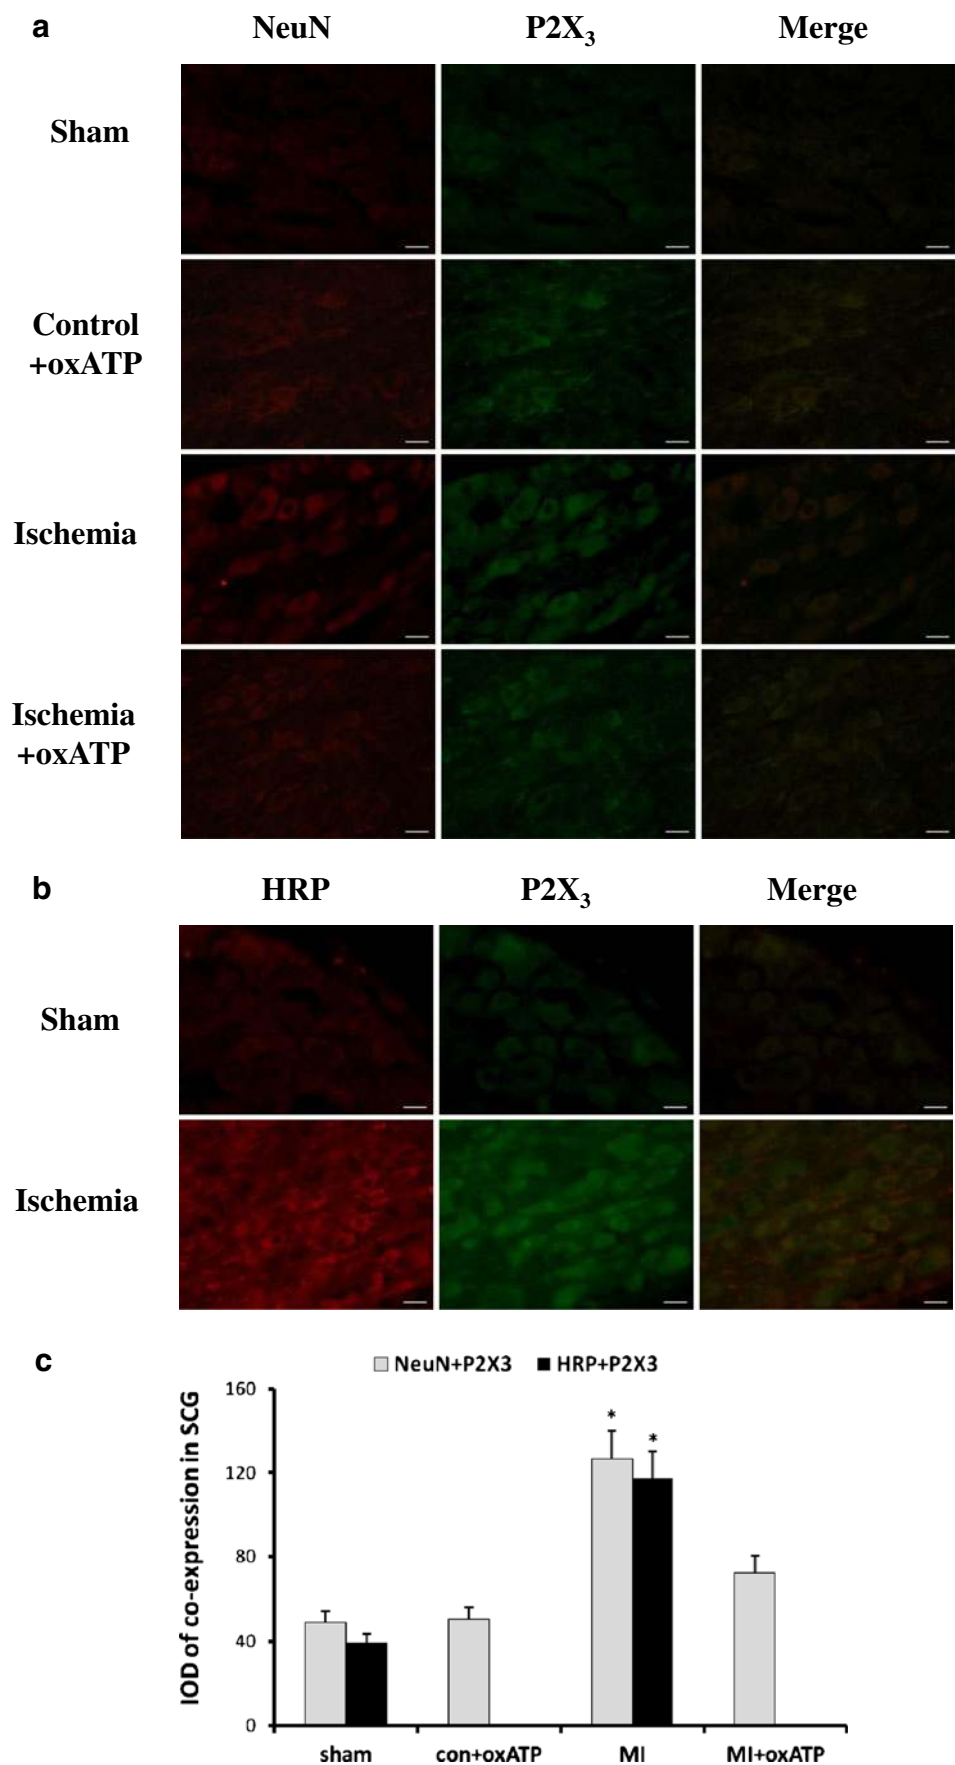 a
NeuN P2X₃ Merge
Sham
Control
+oxATP
Ischemia
Ischemia
+oxATP
b
HRP P2X₃ Merge
Sham
Ischemia
c
NeuN+P2X3 HRP+P2X3
IOD of co-expression in SCG
160
*
*
120
80
40
0
sham con+oxATP MI MI+oxATP